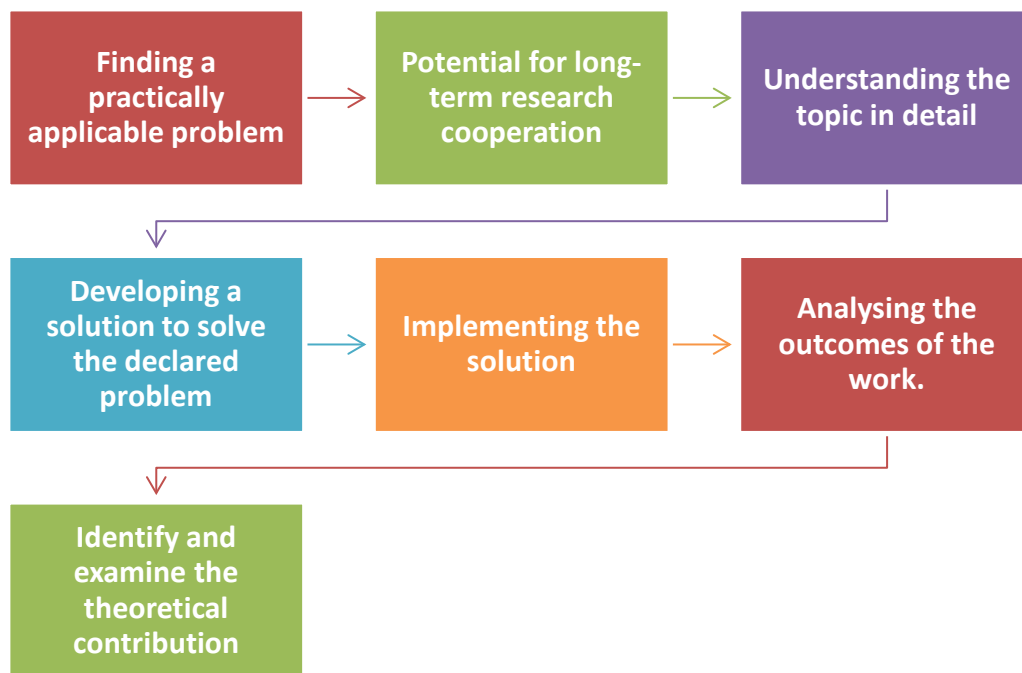 Finding a
practically
applicable problem
Potential for long-
term research
cooperation
Understanding the
topic in detail
Developing a
solution to solve
the declared
problem
Implementing the
solution
Analysing the
outcomes of the
work.
Identify and
examine the
theoretical
contribution